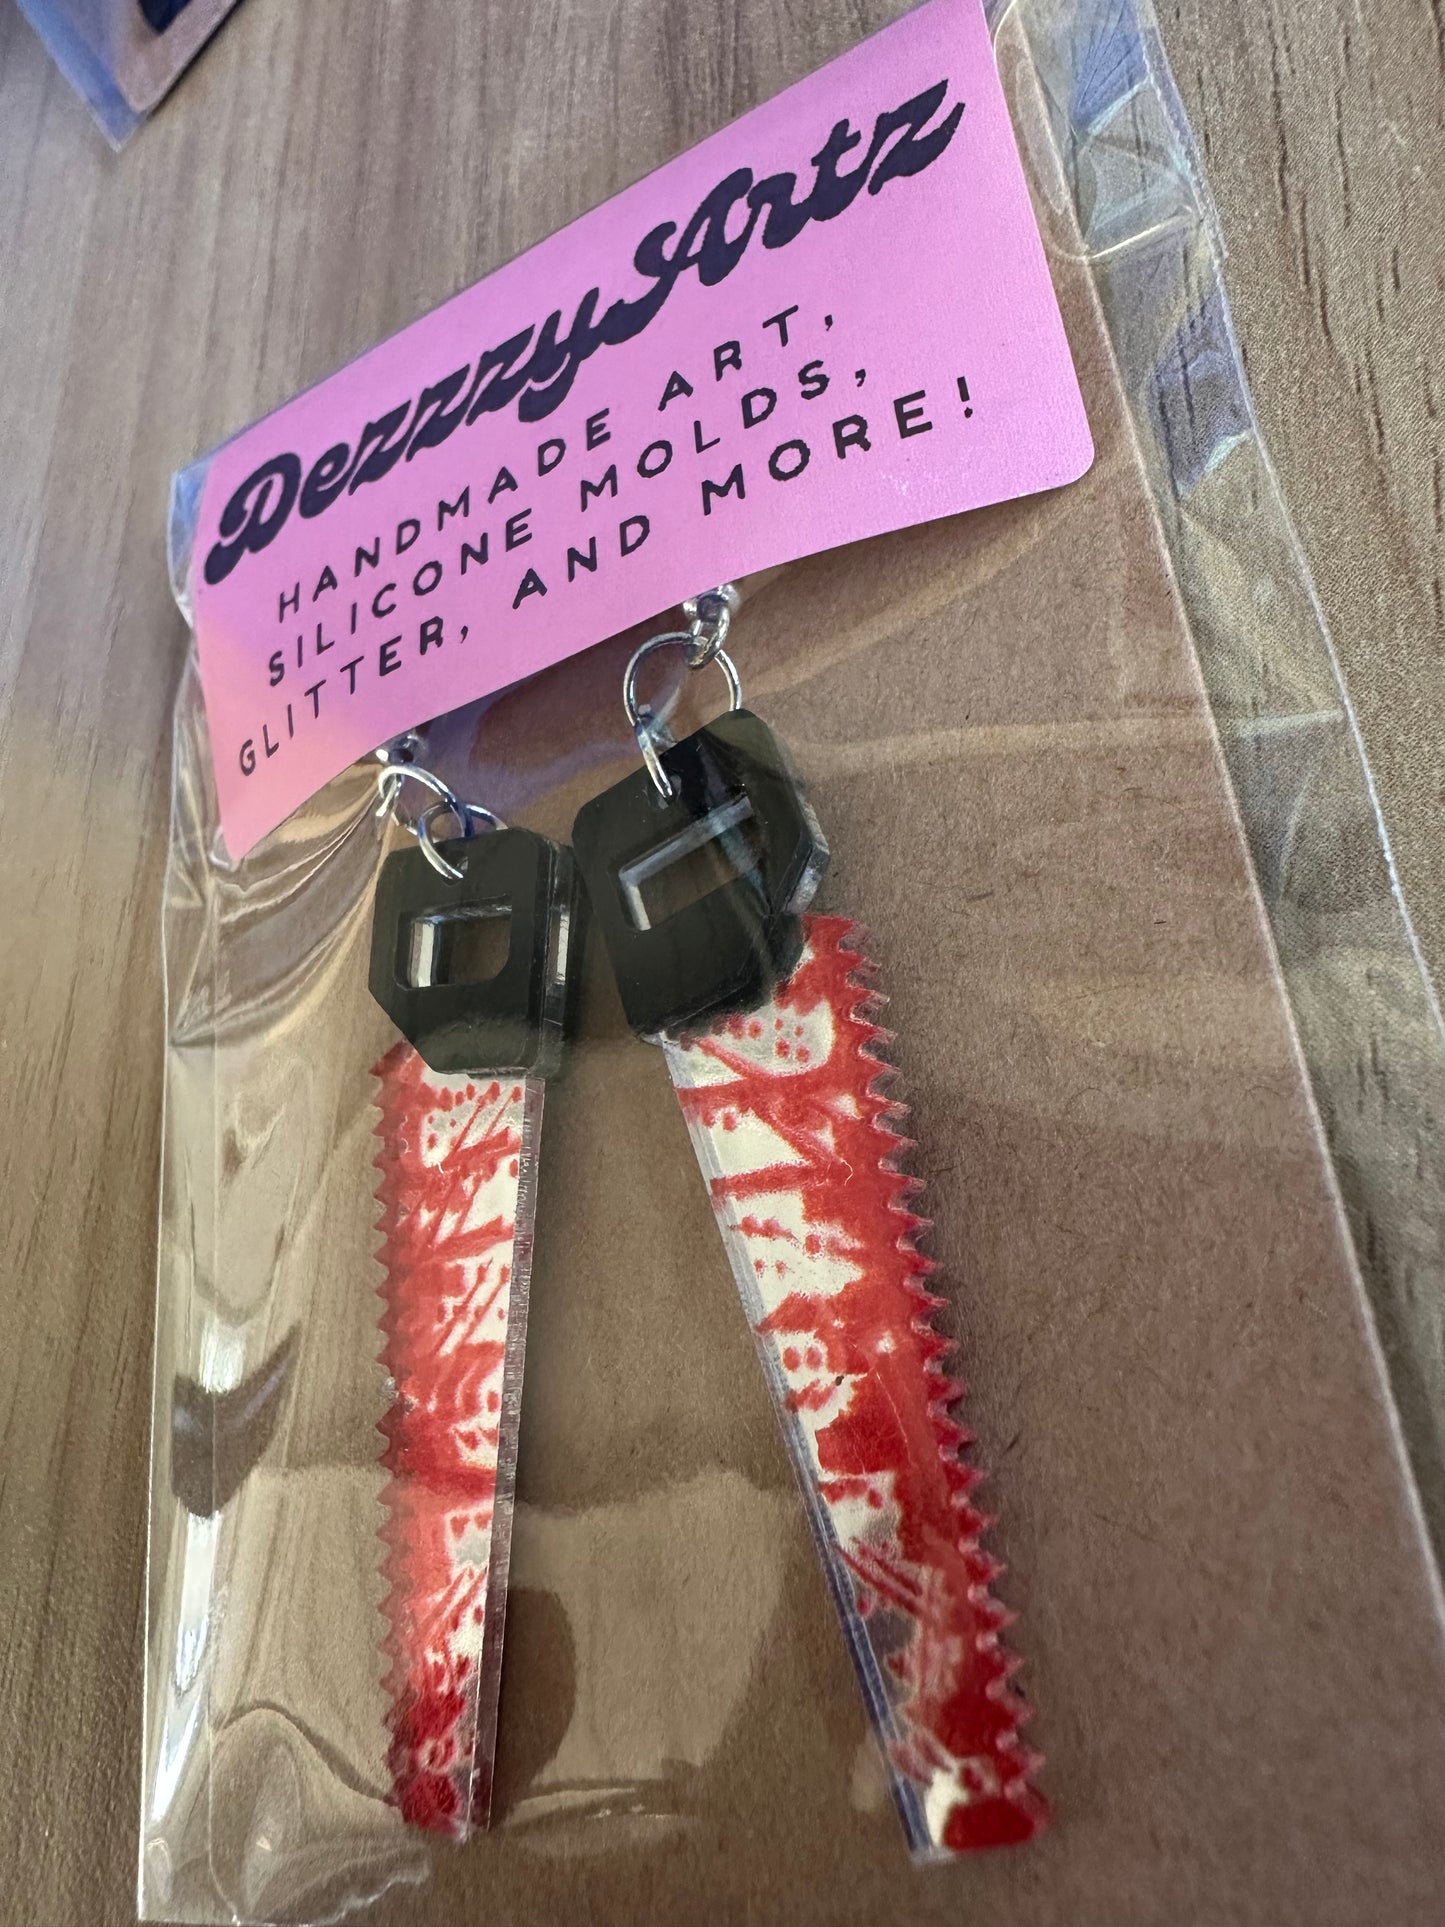 DezzzyArtz
HANDMADE ART,
SILICONE MOLDS,
GLITTER, AND MORE!